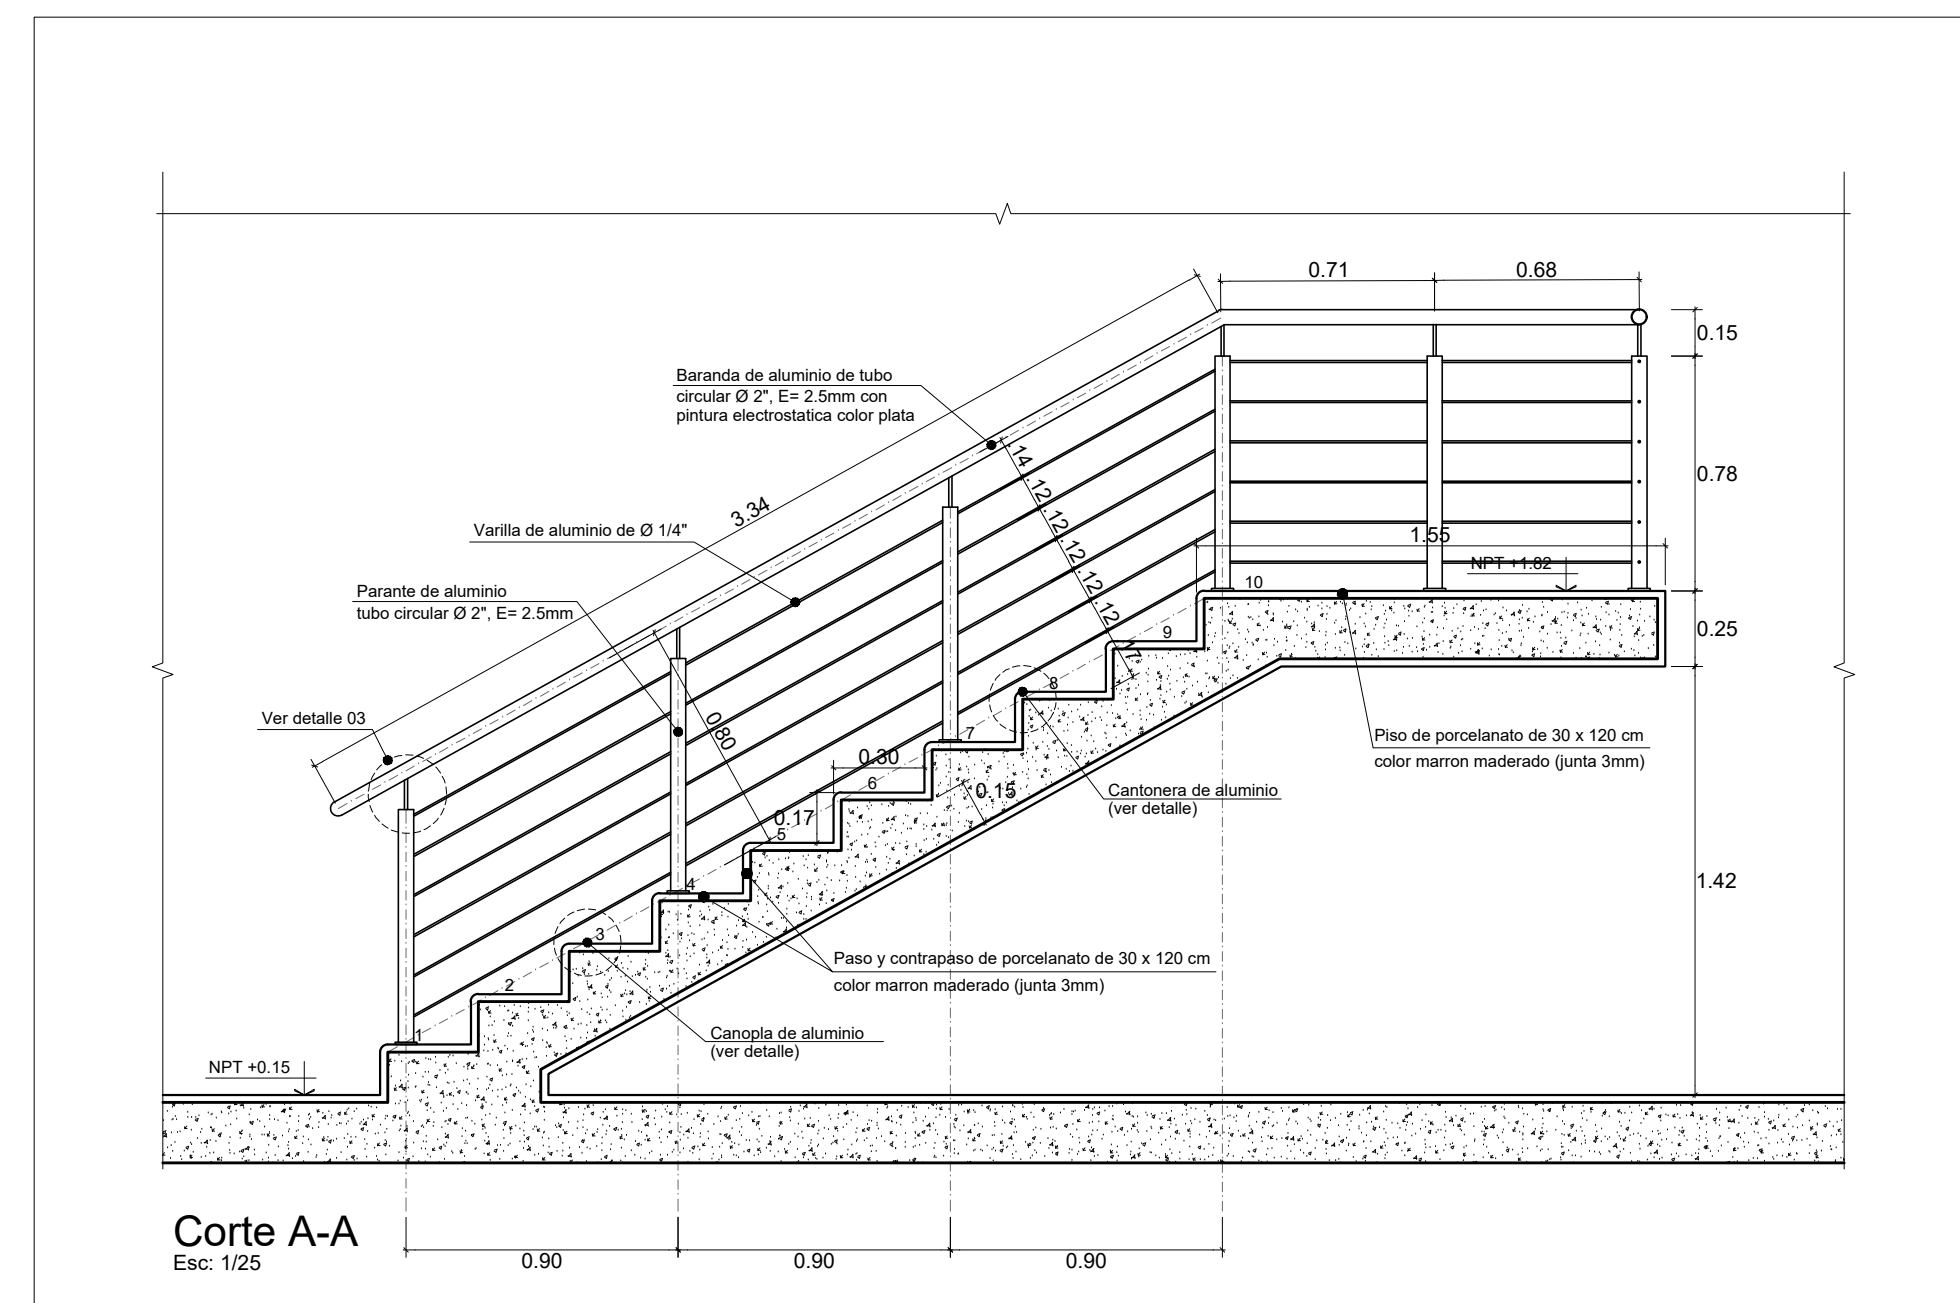 0.71
0.68
0.15
Baranda de aluminio de tubo
circular Ø 2", E= 2.5mm con
pintura electrostatica color plata
.14
.12
.12
.12
.12
.12
.17
0.78
3.34
Varilla de aluminio de Ø 1/4"
1.55
NPT +1.82
Parante de aluminio
tubo circular Ø 2", E= 2.5mm
10
9
0.25
8
Ver detalle 03
0.80
7
Piso de porcelanato de 30 x 120 cm
color marron maderado (junta 3mm)
0.30
6
0.15
Cantonera de aluminio
(ver detalle)
0.17
5
1.42
4
3
Paso y contrapaso de porcelanato de 30 x 120 cm
color marron maderado (junta 3mm)
2
1
Canopla de aluminio
(ver detalle)
NPT +0.15
Corte A-A
Esc: 1/25
0.90
0.90
0.90